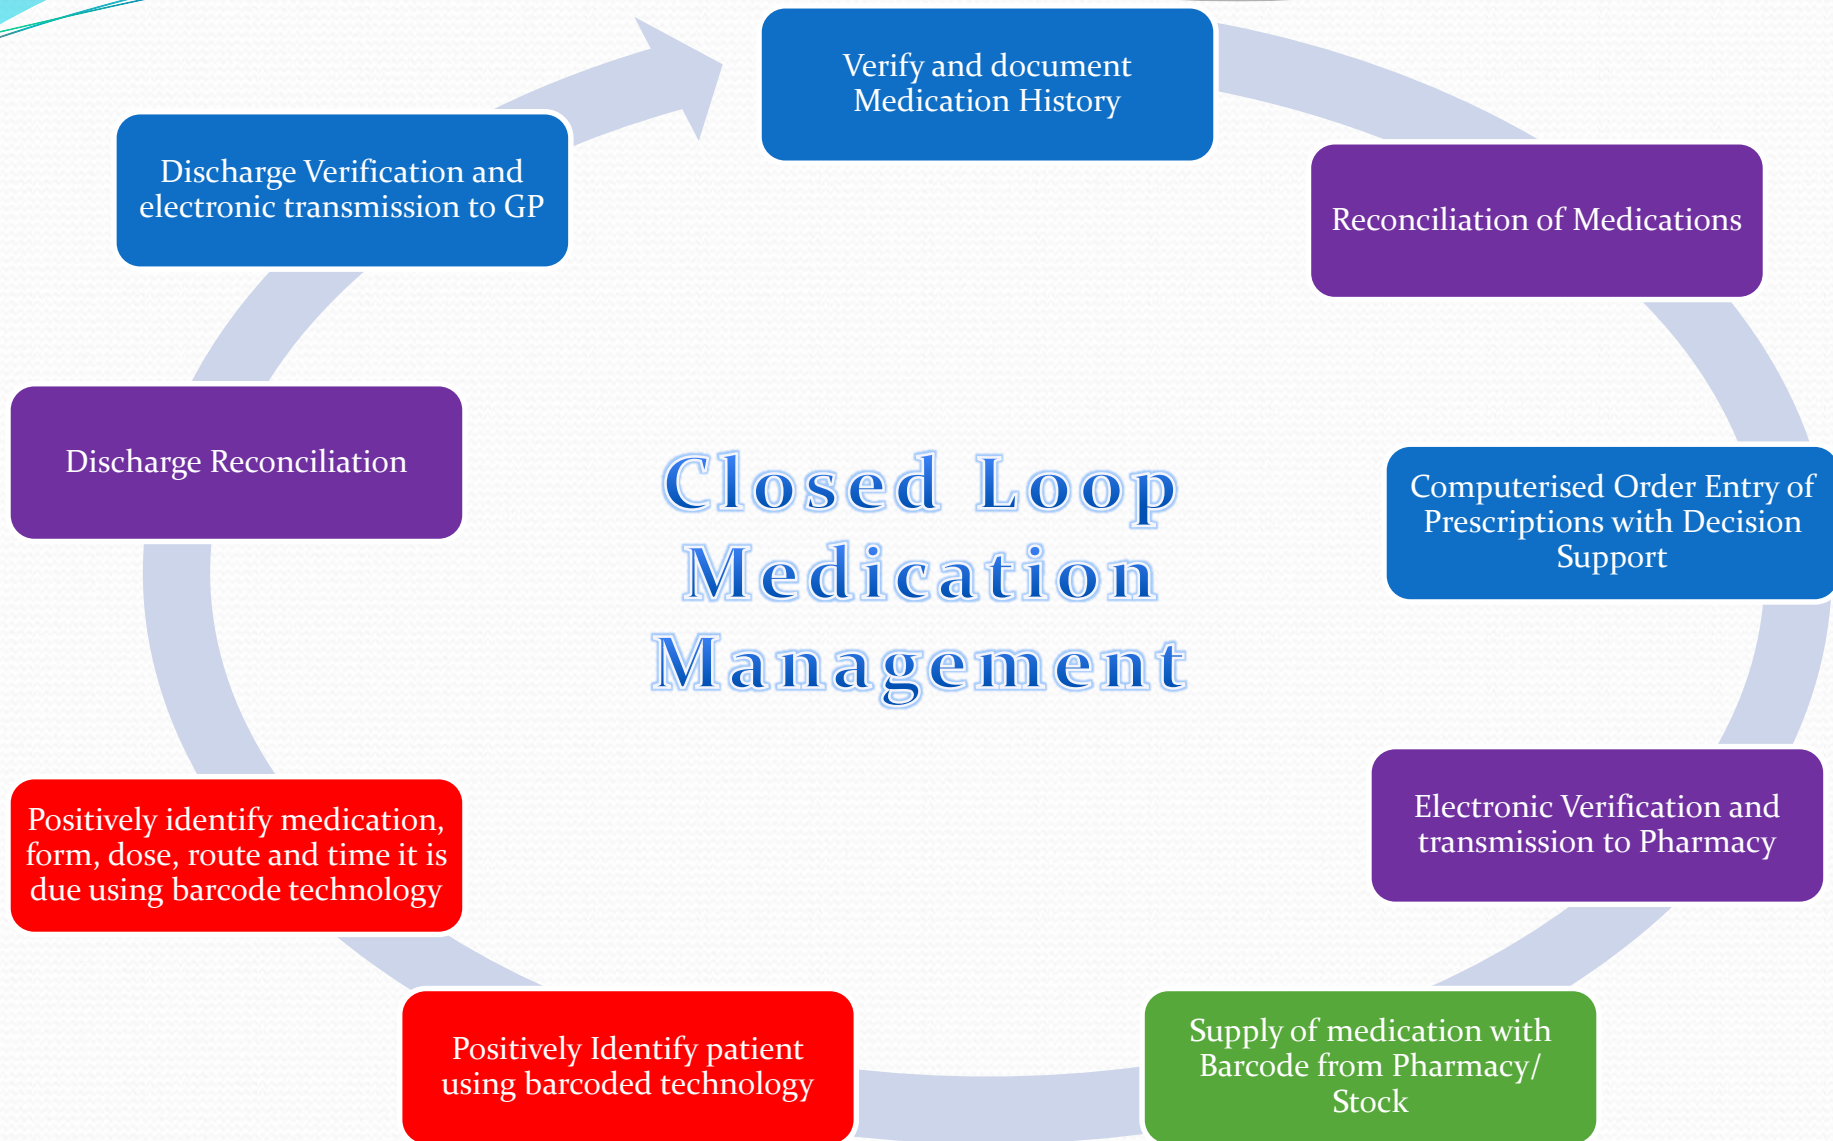 Verify and document
Medication History
Reconciliation of Medications
Computerised Order Entry of
Prescriptions with Decision
Support
Electronic Verification and
transmission to Pharmacy
Supply of medication with
Barcode from Pharmacy/
Stock
Positively Identify patient
using barcoded technology
Positively identify medication,
form, dose, route and time it is
due using barcode technology
Discharge Reconciliation
Discharge Verification and
electronic transmission to GP
Closed Loop
Medication
Management